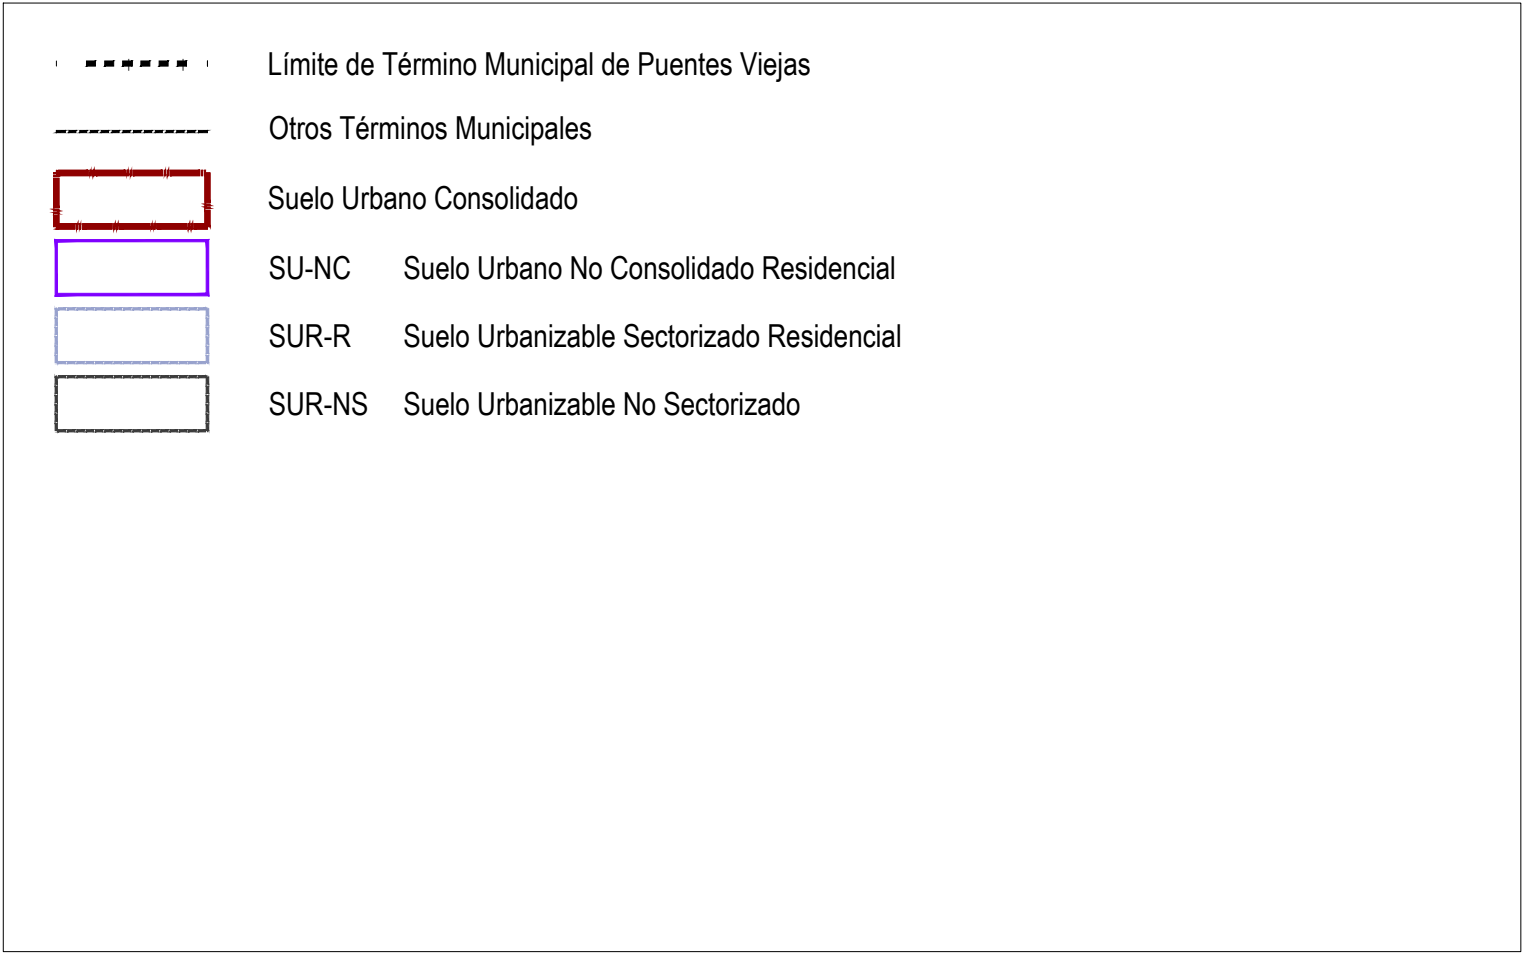 Límite de Término Municipal de Puentes Viejas
Otros Términos Municipales
Suelo Urbano Consolidado
SU-NC Suelo Urbano No Consolidado Residencial
SUR-R Suelo Urbanizable Sectorizado Residencial
SUR-NS Suelo Urbanizable No Sectorizado